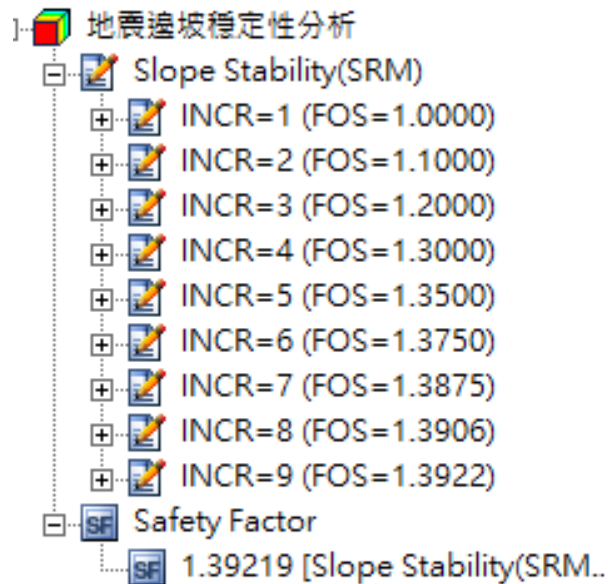 地震邊坡穩定性分析
Slope Stability(SRM)
INCR=1 (FOS=1.0000)
INCR=2 (FOS=1.1000)
INCR=3 (FOS=1.2000)
INCR=4 (FOS=1.3000)
INCR=5 (FOS=1.3500)
INCR=6 (FOS=1.3750)
INCR=7 (FOS=1.3875)
INCR=8 (FOS=1.3906)
INCR=9 (FOS=1.3922)
SF Safety Factor
SF 1.39219 [Slope Stability(SRM..